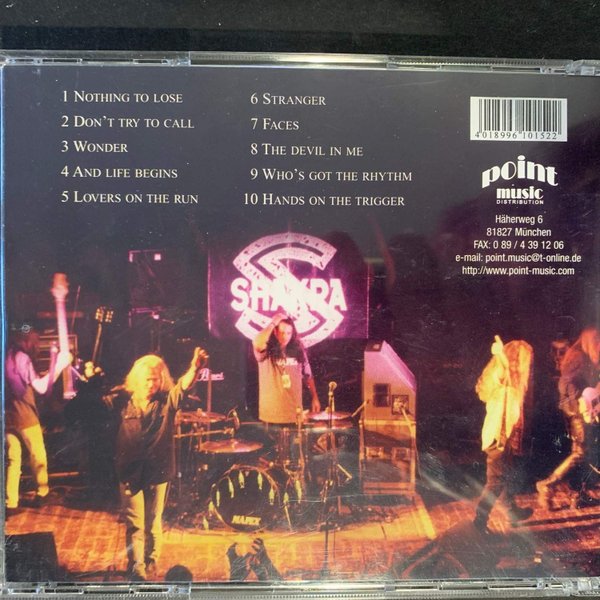 1 Nothing to lose
2 Don't try to call
3 Wonder
4 And life begins
5 Lovers on the run
6 Stranger
7 Faces
8 The devil in me
9 Who's got the rhythm
10 Hands on the trigger
4018996101522
point
music
DISTRIBUTION
Häherweg 6
81827 München
FAX: 0 89 / 4 39 12 06
e-mail: point.music@t-online.de
http://www.point-music.com
S
SHAKRA
MAPEX